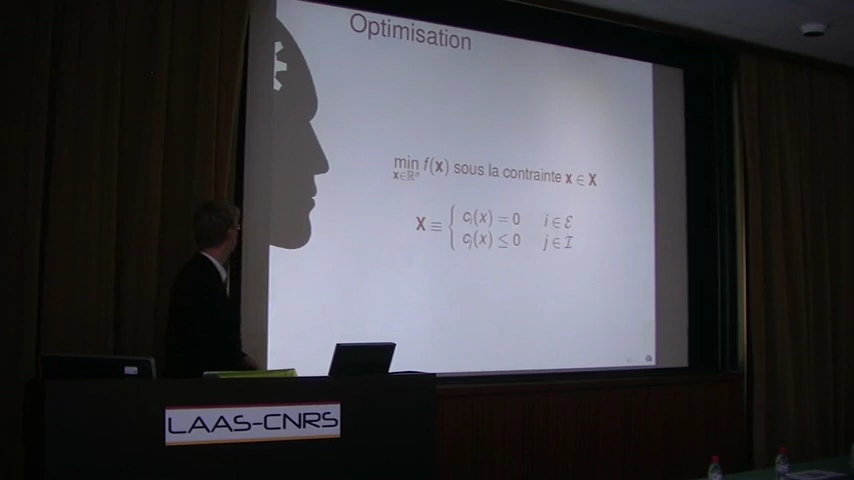 Optimisation
min f(x) sous la contrainte x ∈ X
x∈ℝⁿ
X ≡ { cᵢ(x) = 0 i ∈ ℰ
cⱼ(x) ≤ 0 j ∈ ℐ
LAAS-CNRS